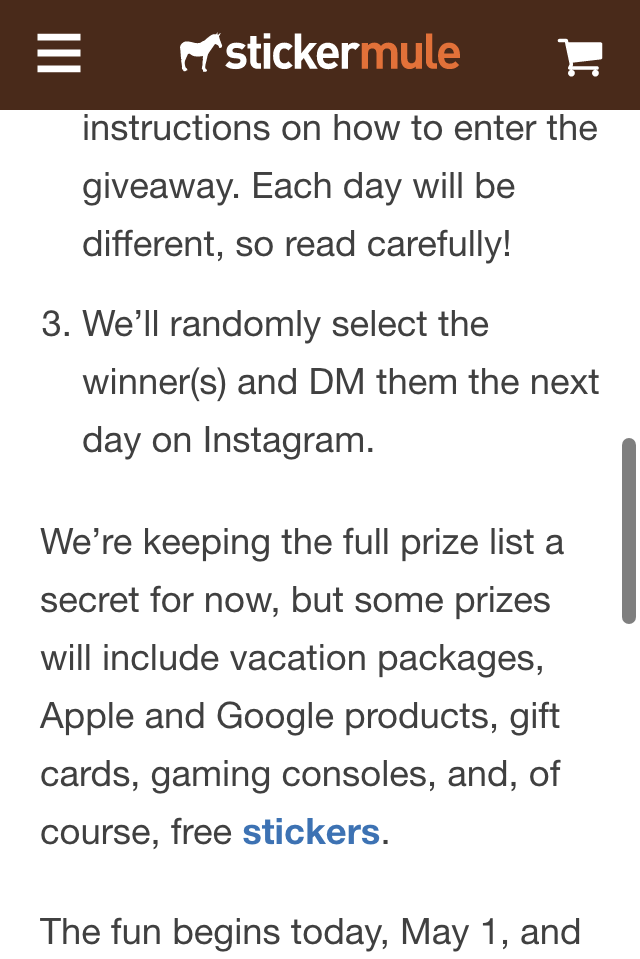 stickermule
instructions on how to enter the
giveaway. Each day will be
different, so read carefully!
3. We’ll randomly select the
winner(s) and DM them the next
day on Instagram.
We’re keeping the full prize list a
secret for now, but some prizes
will include vacation packages,
Apple and Google products, gift
cards, gaming consoles, and, of
course, free stickers.
The fun begins today, May 1, and